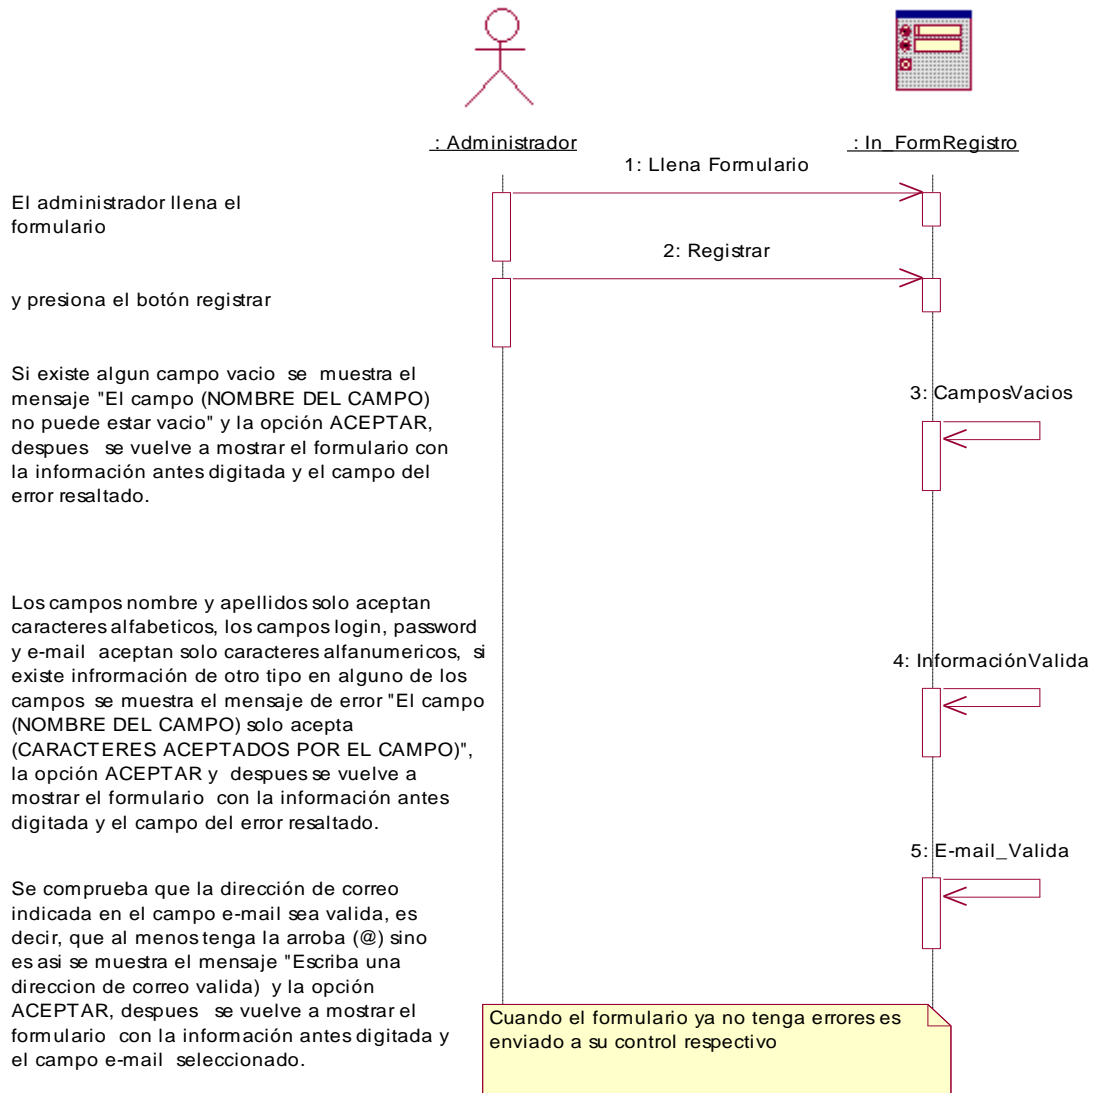 : Administrador
: In_FormRegistro
1: Llena Formulario
El administrador llena el
formulario
2: Registrar
y presiona el botón registrar
Si existe algun campo vacio se muestra el
mensaje "El campo (NOMBRE DEL CAMPO)
no puede estar vacio" y la opción ACEPTAR,
despues se vuelve a mostrar el formulario con
la información antes digitada y el campo del
error resaltado.
3: CamposVacios
Los campos nombre y apellidos solo aceptan
caracteres alfabeticos, los campos login, password
y e-mail aceptan solo caracteres alfanumericos, si
existe infrormación de otro tipo en alguno de los
campos se muestra el mensaje de error "El campo
(NOMBRE DEL CAMPO) solo acepta
(CARACTERES ACEPTADOS POR EL CAMPO)",
la opción ACEPTAR y despues se vuelve a
mostrar el formulario con la información antes
digitada y el campo del error resaltado.
4: InformaciónValida
5: E-mail_Valida
Se comprueba que la dirección de correo
indicada en el campo e-mail sea valida, es
decir, que al menos tenga la arroba (@) sino
es asi se muestra el mensaje "Escriba una
direccion de correo valida) y la opción
ACEPTAR, despues se vuelve a mostrar el
formulario con la información antes digitada y
el campo e-mail seleccionado.
Cuando el formulario ya no tenga errores es
enviado a su control respectivo